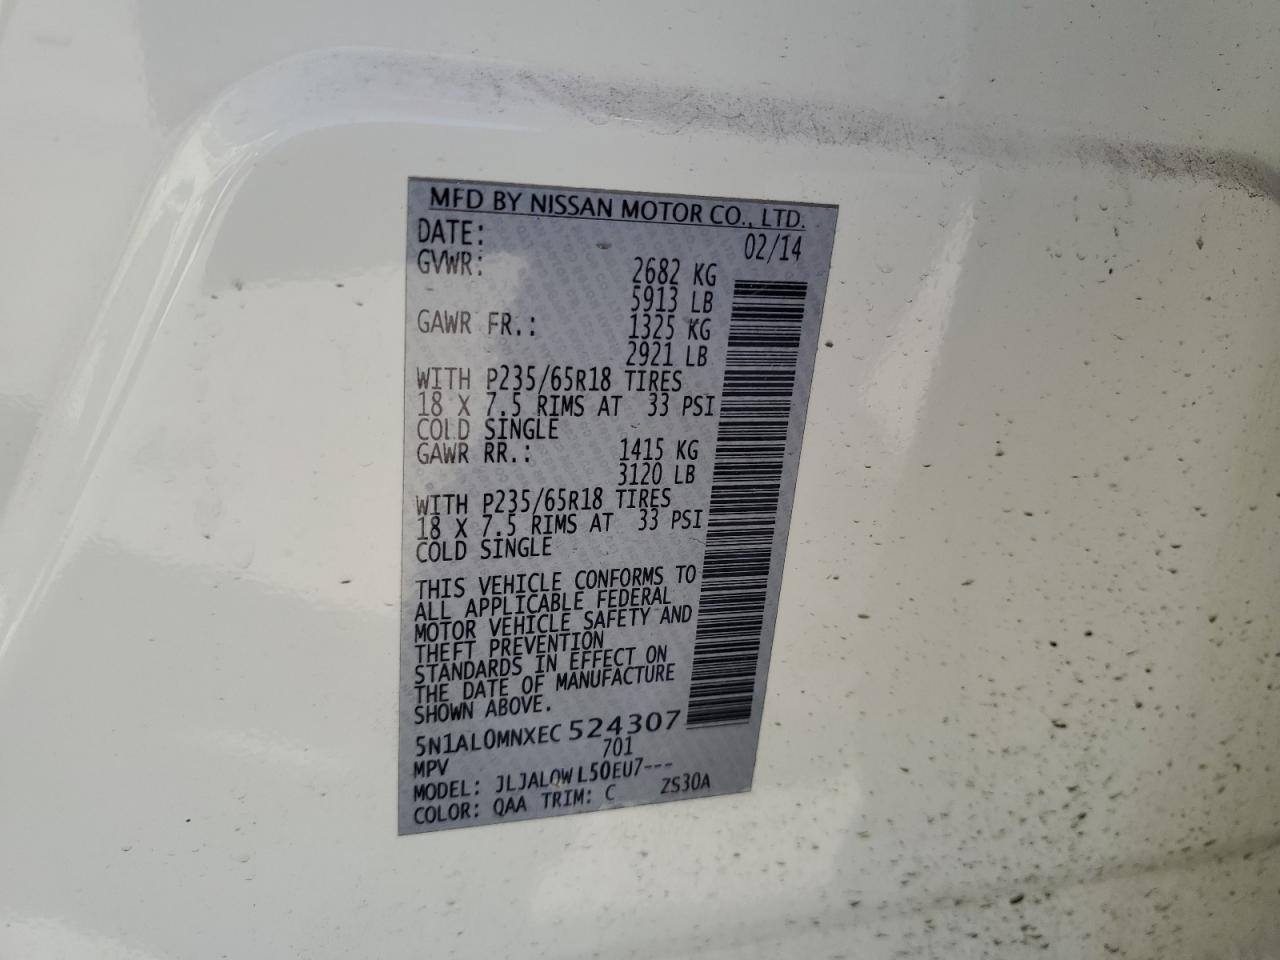 MFD BY NISSAN MOTOR CO., LTD.
DATE: 02/14
GVWR: 2682 KG
5913 LB
GAWR FR.: 1325 KG
2921 LB
WITH P235/65R18 TIRES
18 X 7.5 RIMS AT 33 PSI
COLD SINGLE
GAWR RR.: 1415 KG
3120 LB
WITH P235/65R18 TIRES
18 X 7.5 RIMS AT 33 PSI
COLD SINGLE
THIS VEHICLE CONFORMS TO
ALL APPLICABLE FEDERAL
MOTOR VEHICLE SAFETY AND
THEFT PREVENTION
STANDARDS IN EFFECT ON
THE DATE OF MANUFACTURE
SHOWN ABOVE.
5N1AL0MNXEC524307
MPV 701
MODEL: JLJALQWL50EU7---
COLOR: QAA TRIM: C ZS30A